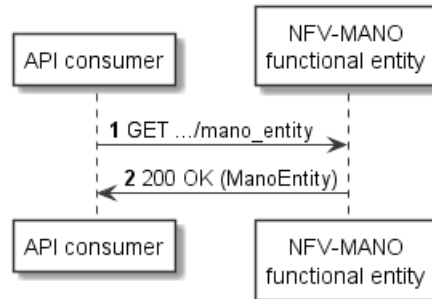 API consumer
NFV-MANO
functional entity
1 GET .../mano_entity
2 200 OK (ManoEntity)
API consumer
NFV-MANO
functional entity